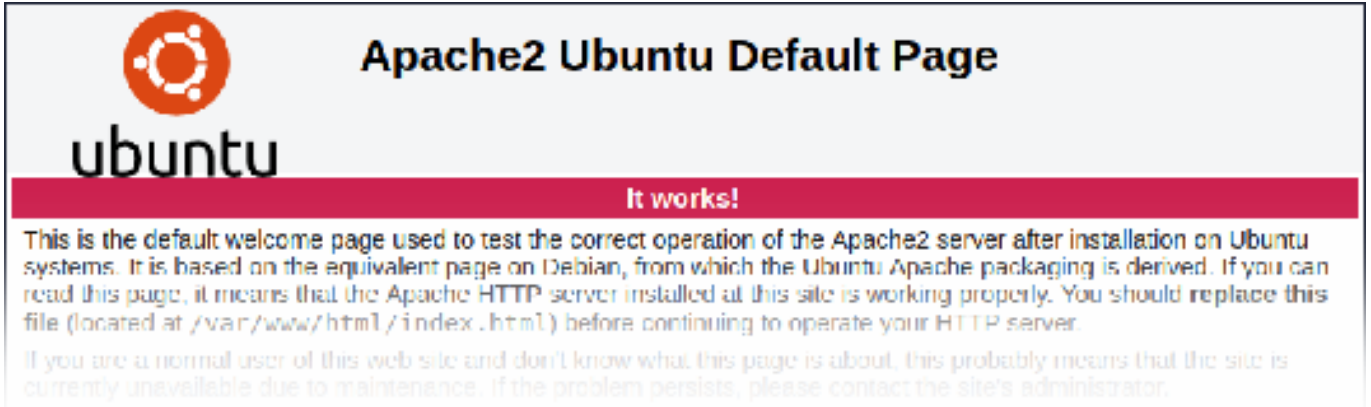 Apache2 Ubuntu Default Page
ubuntu
It works!
This is the default welcome page used to test the correct operation of the Apache2 server after installation on Ubuntu
systems. It is based on the equivalent page on Debian, from which the Ubuntu Apache packaging is derived. If you can
read this page, it means that the Apache HTTP server installed at this site is working properly. You should replace this
file (located at /var/www/html/index.html) before continuing to operate your HTTP server.
If you are a normal user of this web site and don't know what this page is about, this probably means that the site is
currently unavailable due to maintenance. If the problem persists, please contact the site's administrator.